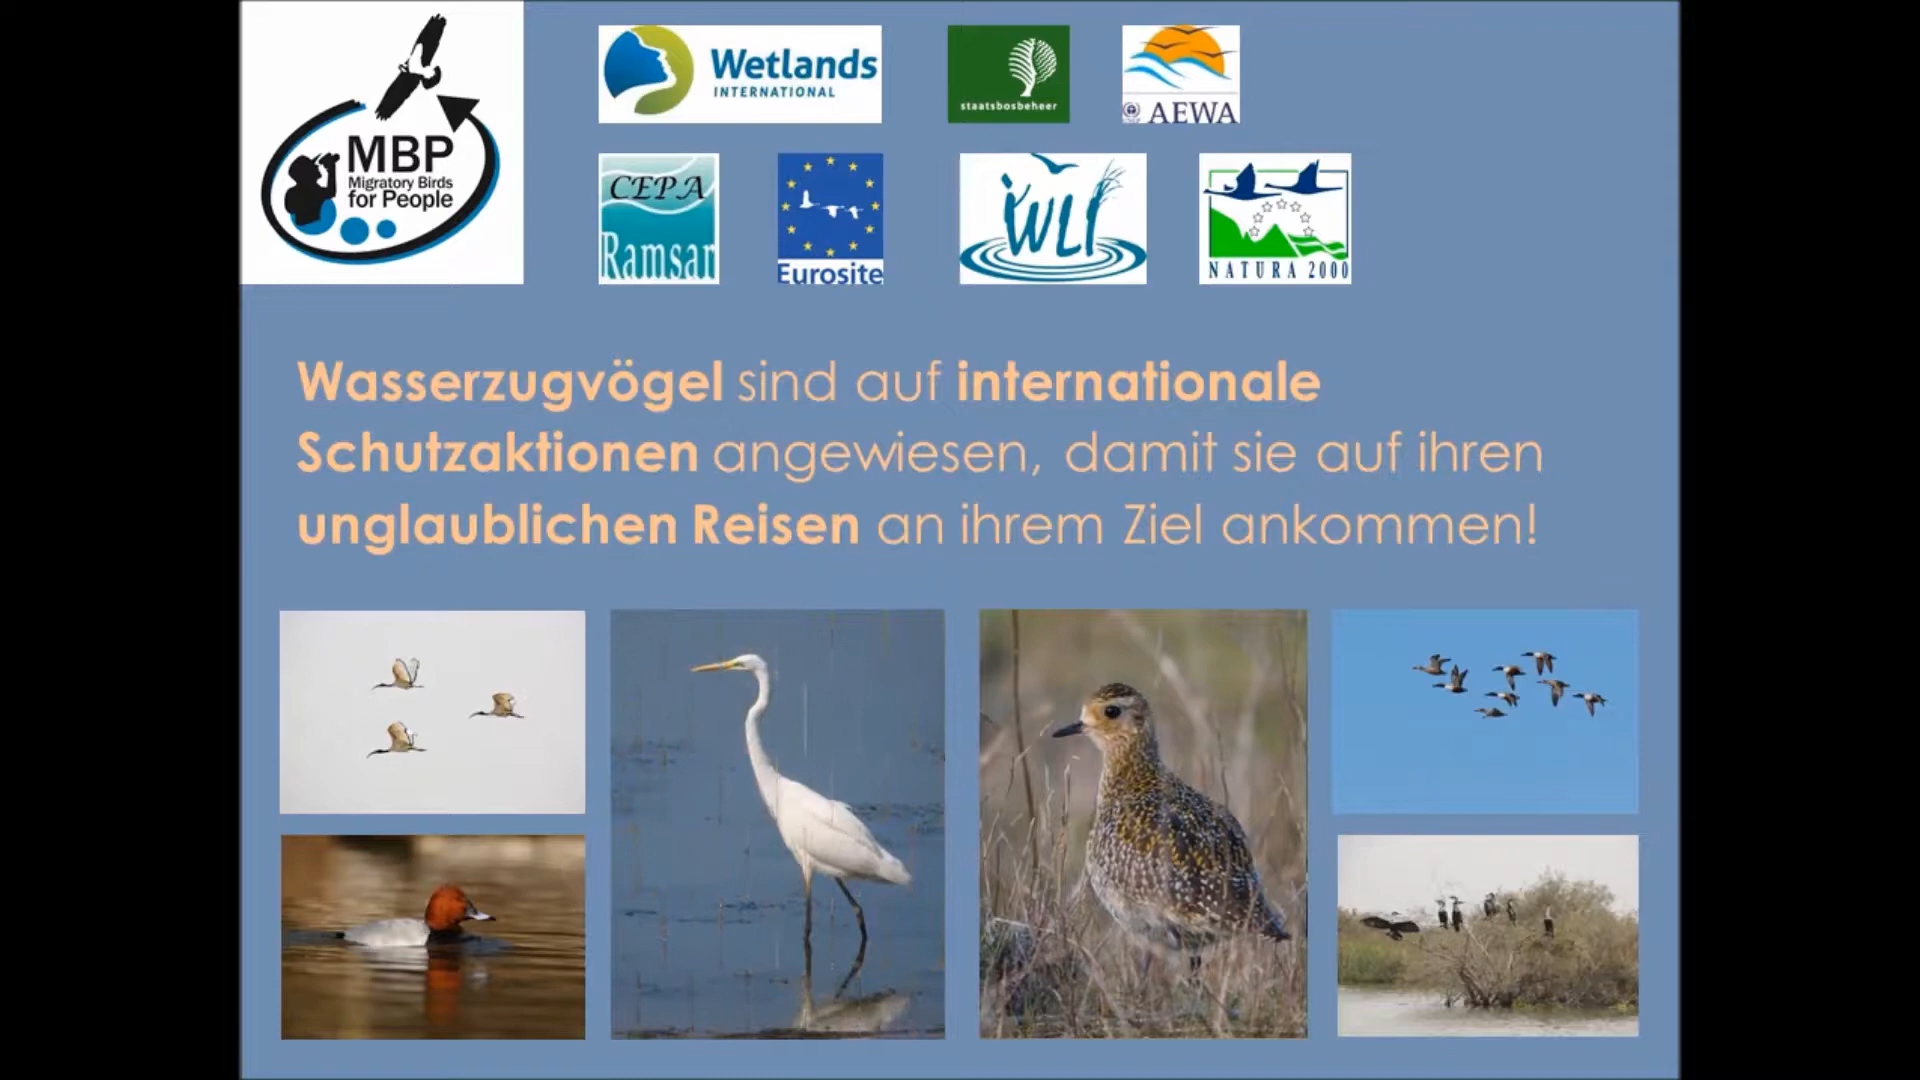 MBP
Migratory Birds
for People
Wetlands
INTERNATIONAL
staatsbosbeheer
AEWA
CEPA
Ramsar
Eurosite
WLI
NATURA 2000
Wasserzugvögel sind auf internationale
Schutzaktionen angewiesen, damit sie auf ihren
unglaublichen Reisen an ihrem Ziel ankommen!